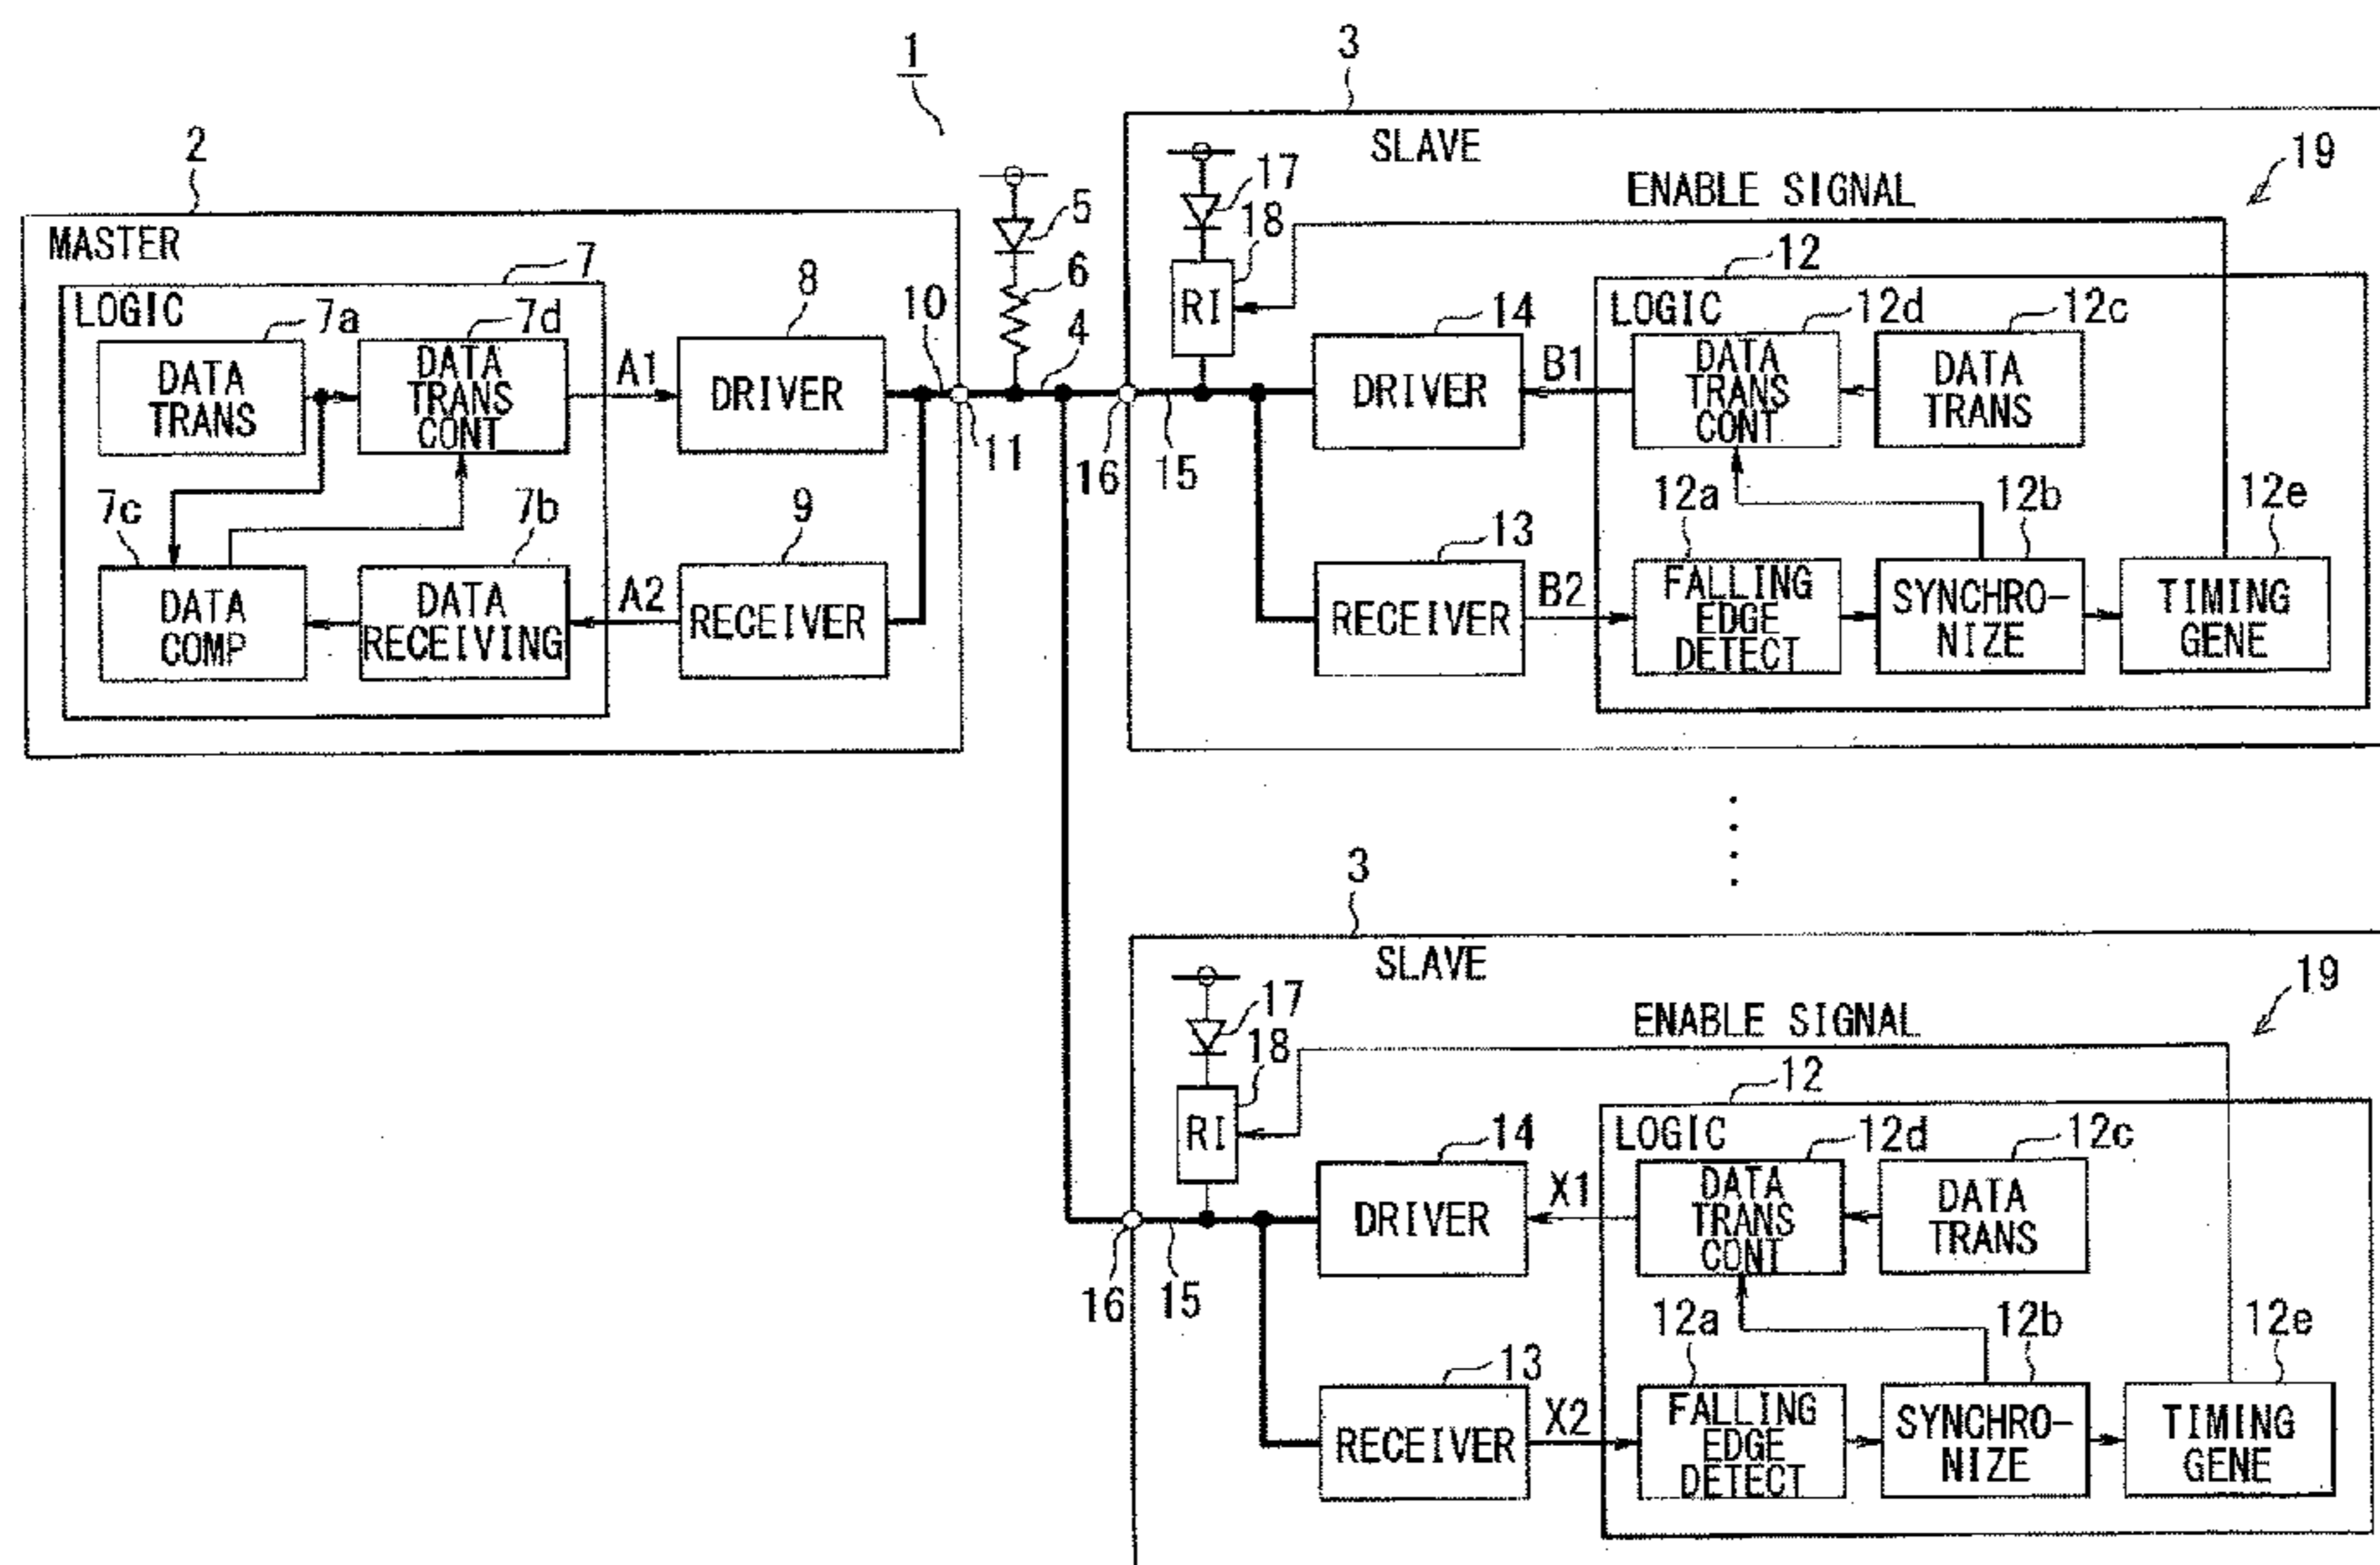 1
3
2
SLAVE
19
17
ENABLE SIGNAL
5
18
MASTER
7
12
8
6
RI
LOGIC
10
LOGIC
7a
7d
4
14
12d
12c
DATA
TRANS
DATA
TRANS
CONT
A1
DRIVER
DRIVER
B1
DATA
TRANS
CONT
DATA
TRANS
11
16
15
7c
7b
9
13
12a
12b
12e
DATA
COMP
DATA
RECEIVING
A2
RECEIVER
RECEIVER
B2
FALLING
EDGE
DETECT
SYNCHRO-
NIZE
TIMING
GENE
3
SLAVE
19
17
ENABLE SIGNAL
18
12
RI
LOGIC
14
12d
12c
DRIVER
X1
DATA
TRANS
CONT
DATA
TRANS
16
15
12a
12b
12e
13
RECEIVER
X2
FALLING
EDGE
DETECT
SYNCHRO-
NIZE
TIMING
GENE